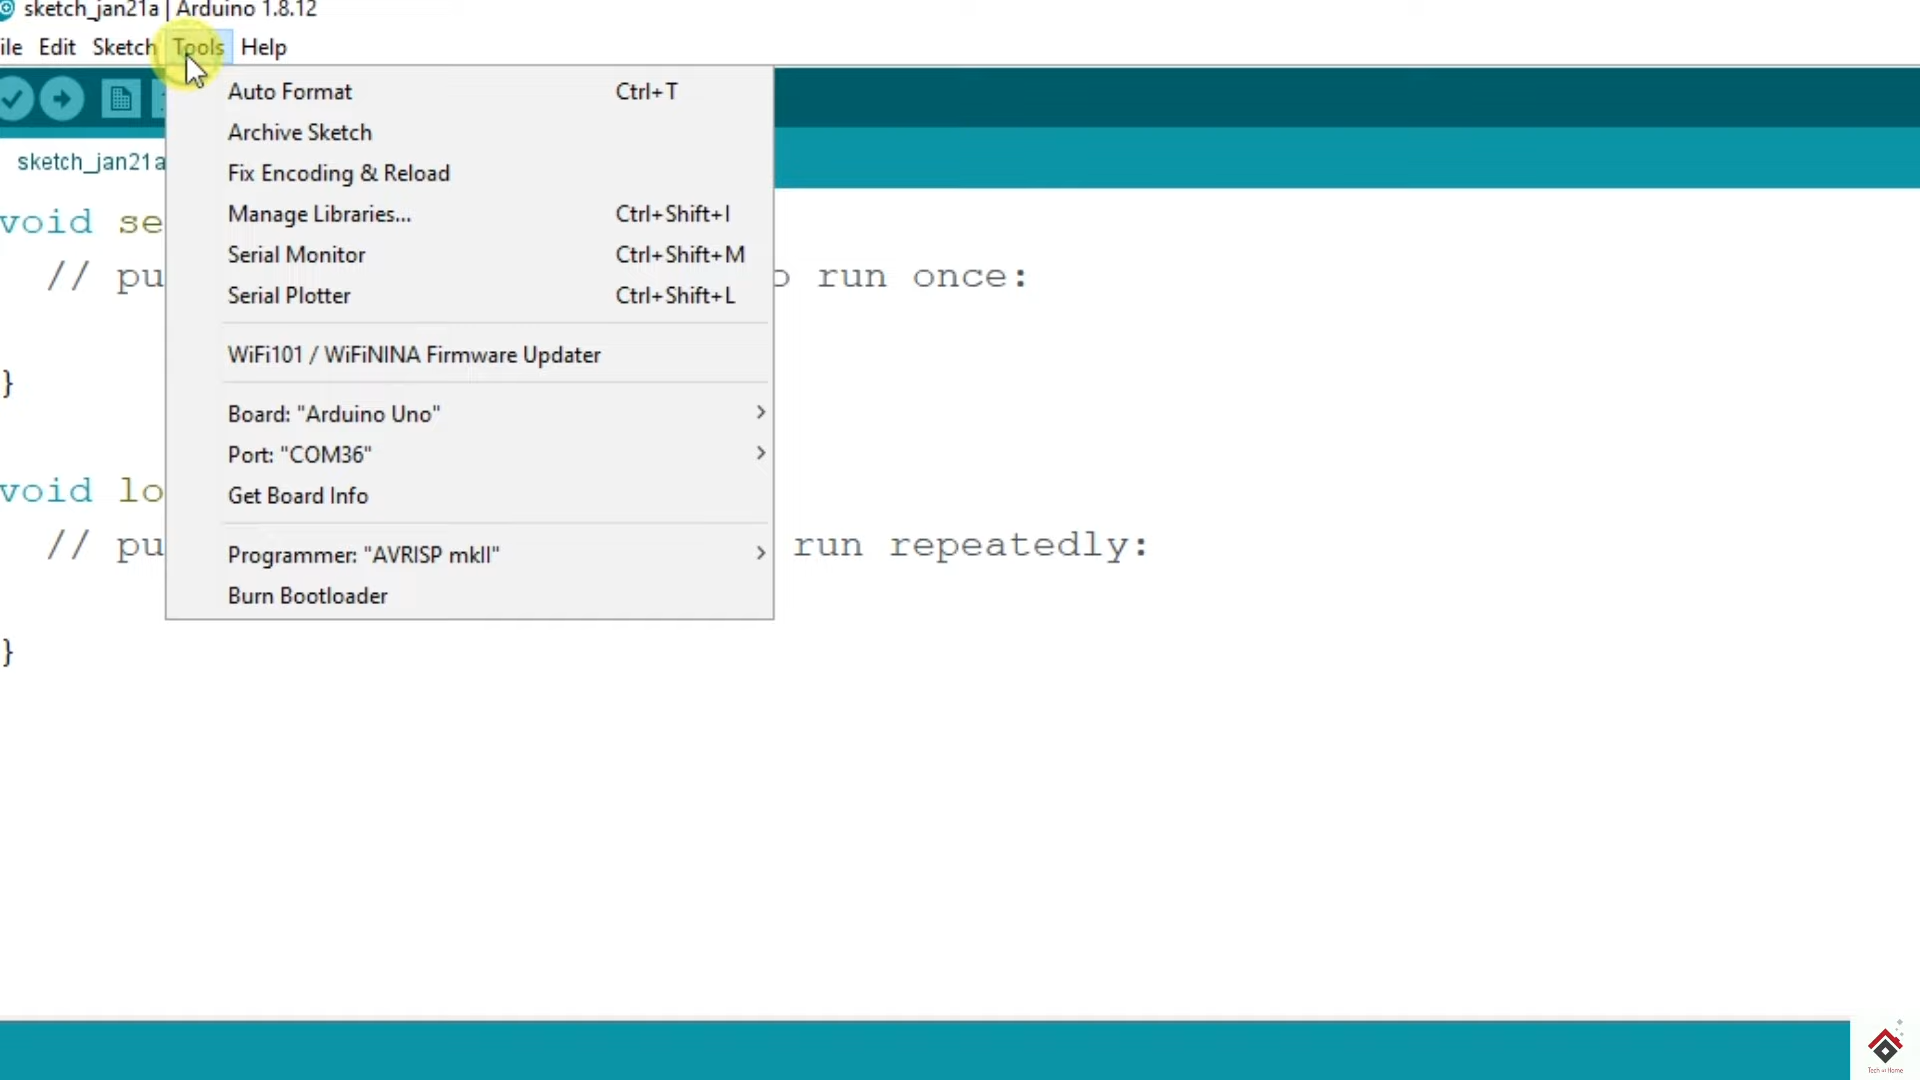 sketch_jan21a | Arduino 1.8.12
ile Edit Sketch Tools Help
Auto Format Ctrl+T
Archive Sketch
Fix Encoding & Reload
Manage Libraries... Ctrl+Shift+I
Serial Monitor Ctrl+Shift+M
Serial Plotter Ctrl+Shift+L
WiFi101 / WiFiNINA Firmware Updater
Board: "Arduino Uno"
Port: "COM36"
Get Board Info
Programmer: "AVRISP mkII"
Burn Bootloader
sketch_jan21a
void se
// pu o run once:
}
void lo
// pu run repeatedly:
}
Tech at Home